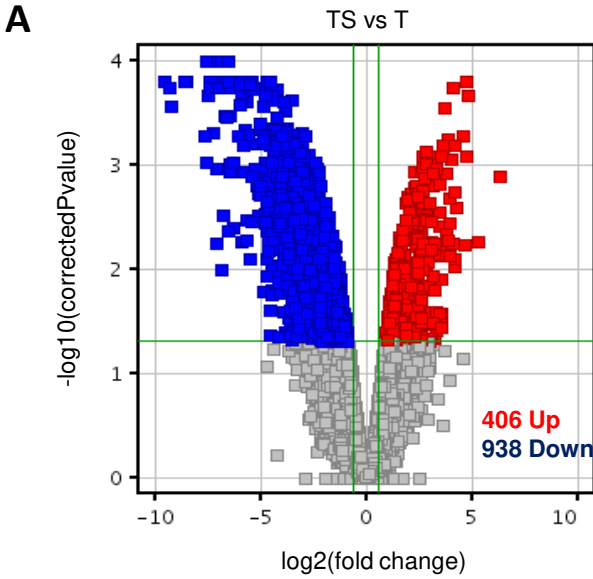 A
TS vs T
4
3
2
1
0
-log10(correctedPvalue)
406 Up
938 Down
−10
−5
0
5
10
log2(fold change)